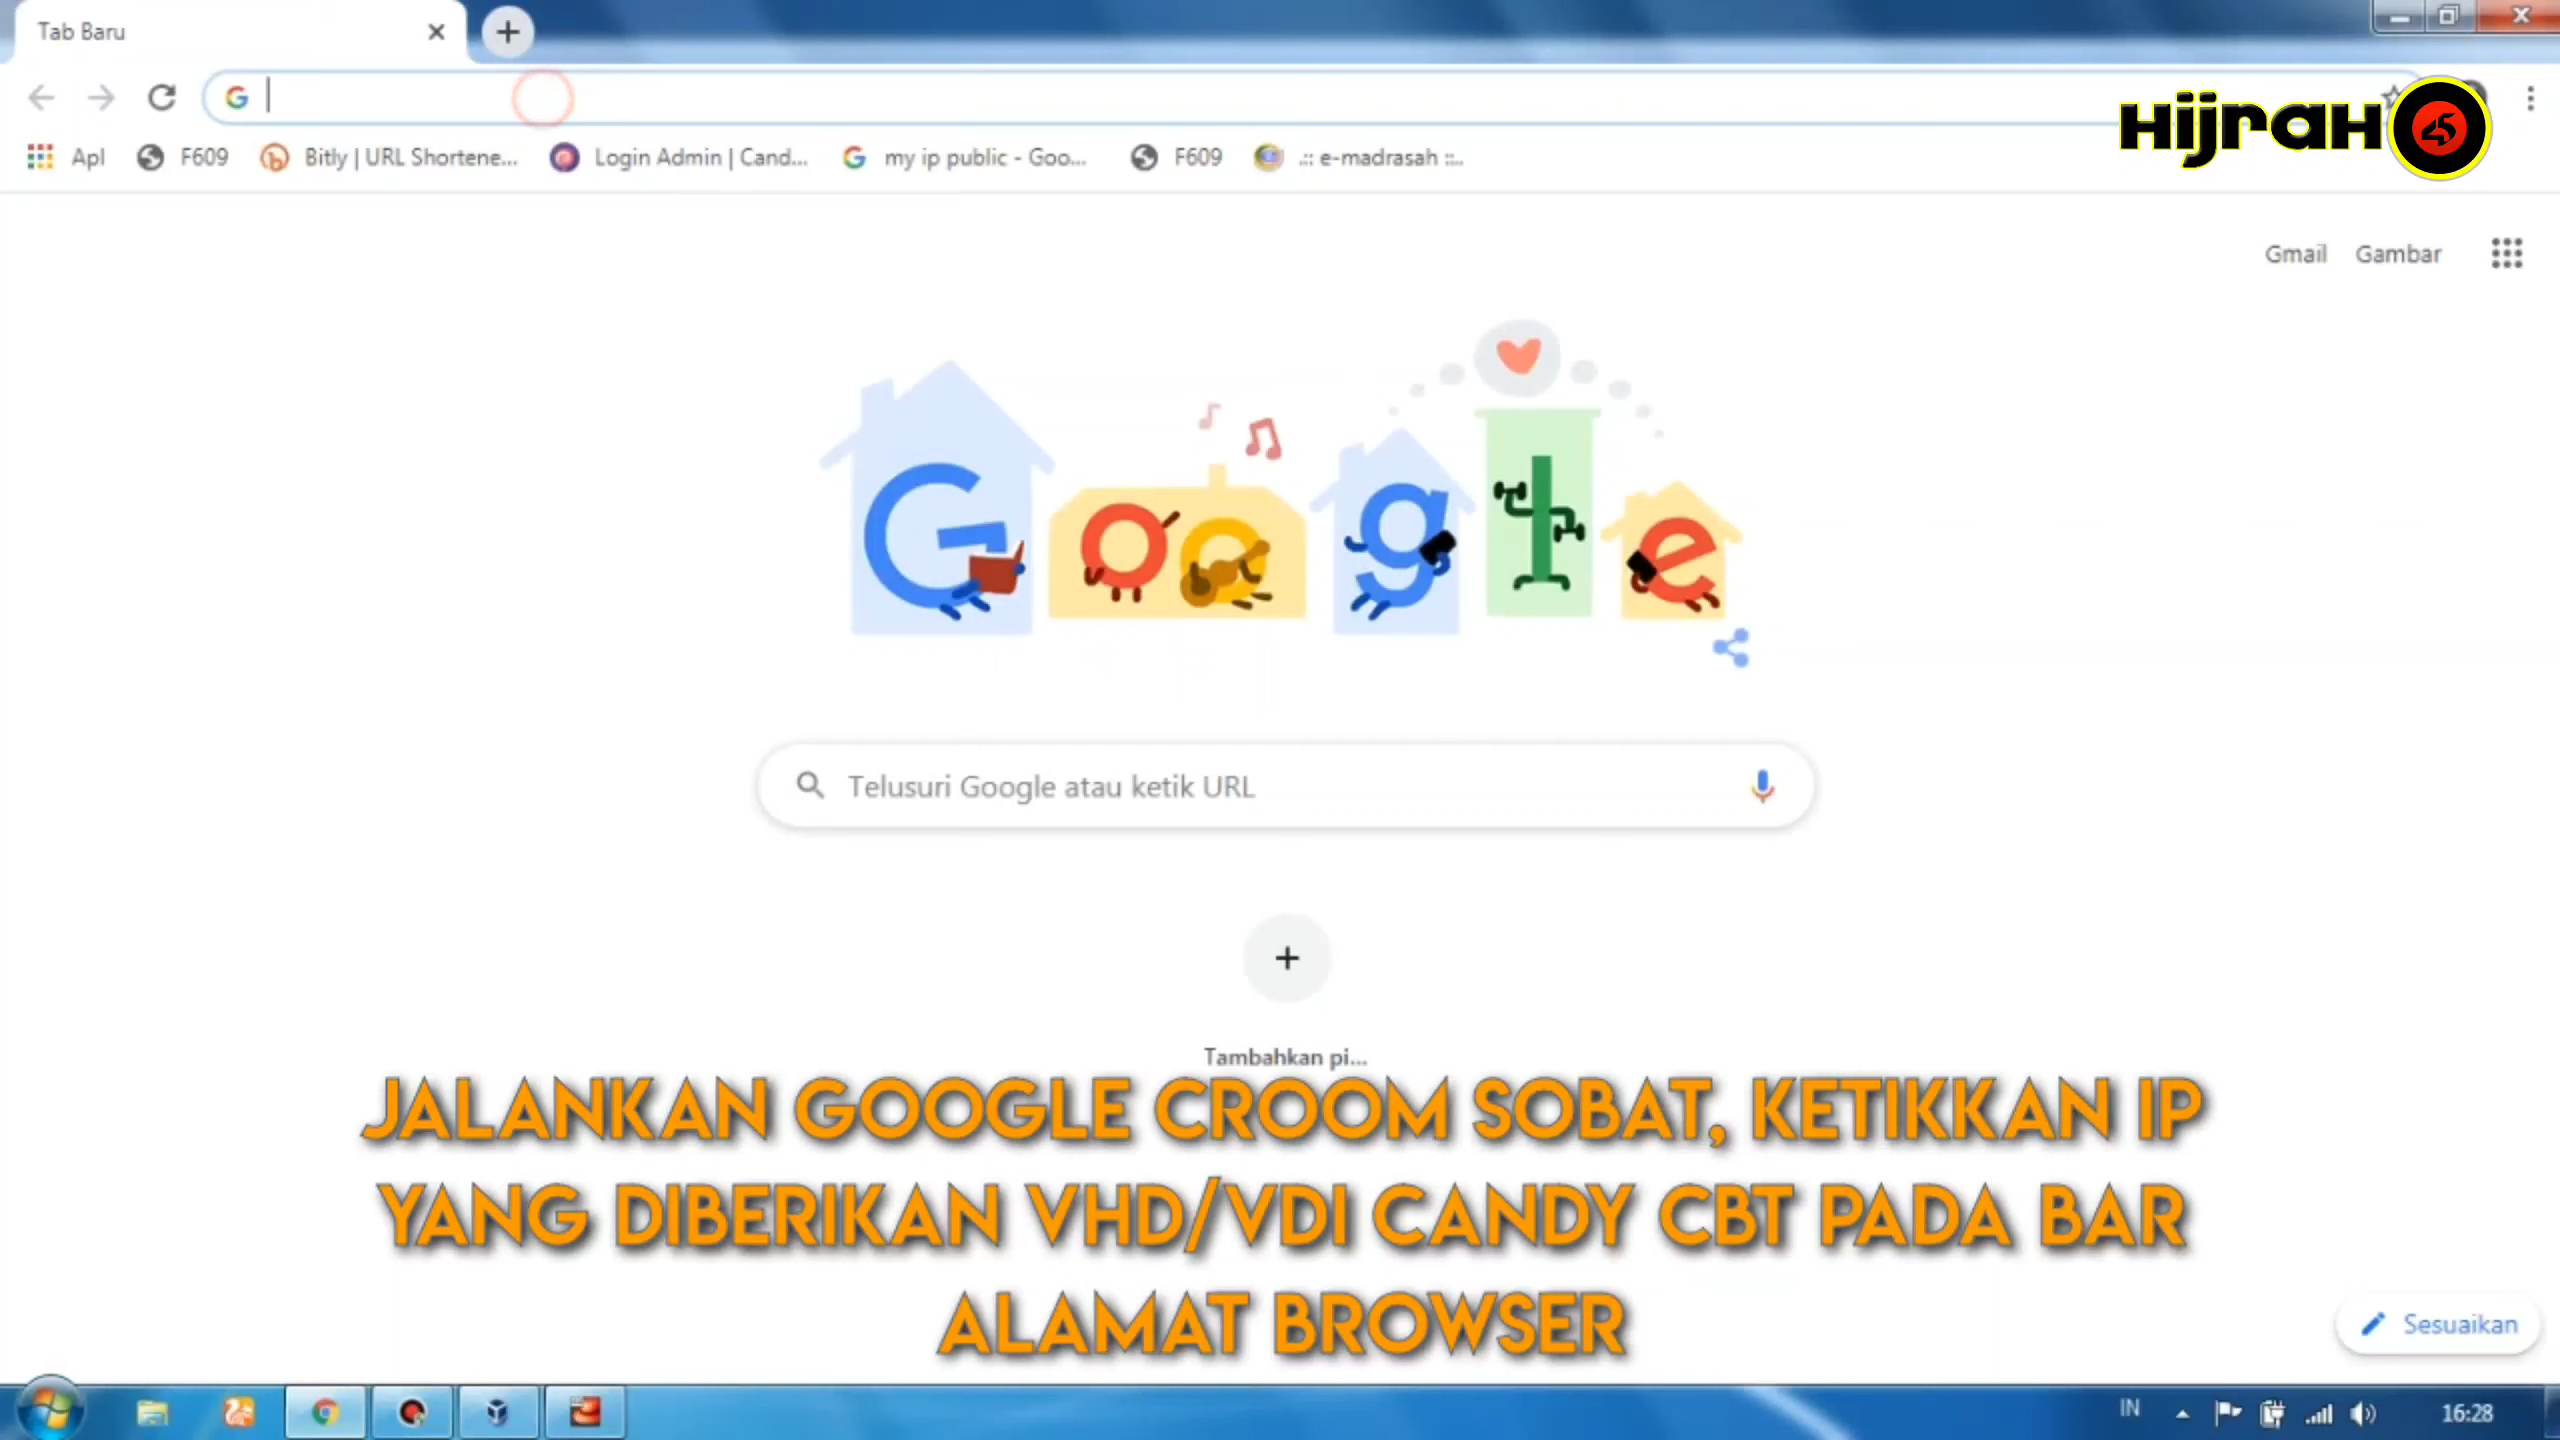 Tab Baru
Apl
F609
Bitly | URL Shortene...
Login Admin | Cand...
my ip public - Goo...
F609
.:: e-madrasah ::..
HijraH 45
Gmail
Gambar
Google
Telusuri Google atau ketik URL
Tambahkan pi...
JALANKAN GOOGLE CROOM SOBAT, KETIKKAN IP
YANG DIBERIKAN VHD/VDI CANDY CBT PADA BAR
ALAMAT BROWSER
Sesuaikan
IN
16:28